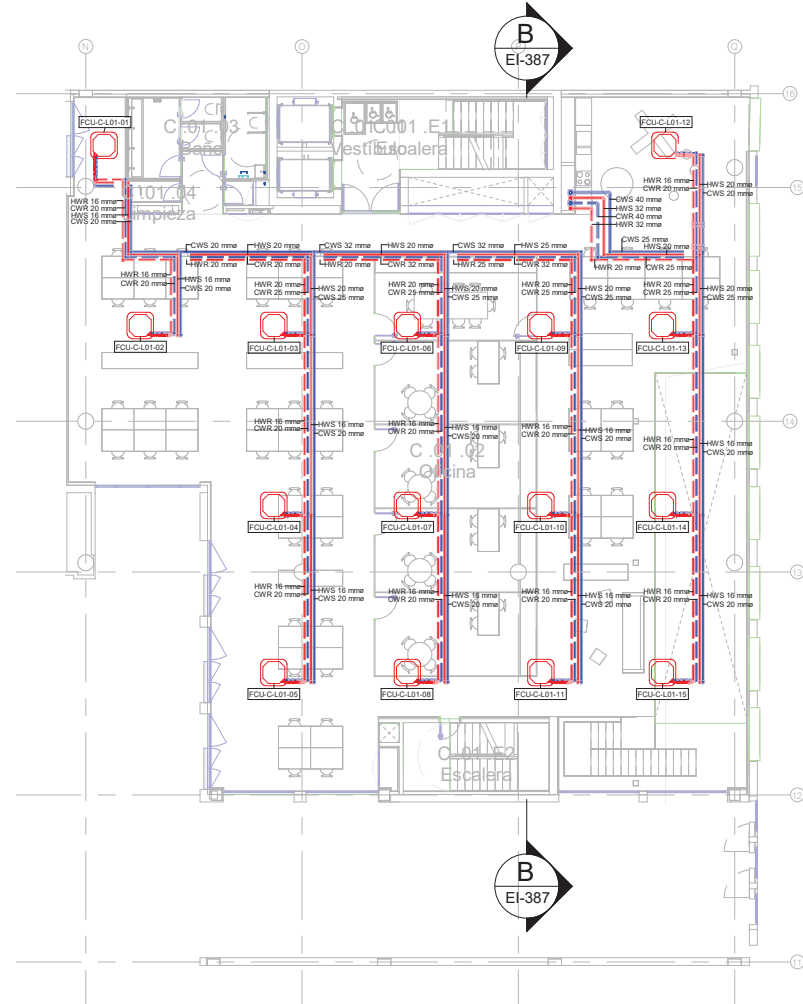 B
EI-387
N
O
P
Q
16
FCU-C-L01-01
FCU-C-L01-12
C .01 .03
Baño
C .01 .E1
Vestíbulo
Escalera
HWR 16 mmø
CWR 20 mmø
HWS 20 mmø
CWS 25 mmø
15
C .01 .04
Limpieza
HWR 16 mmø
CWR 20 mmø
HWS 16 mmø
CWS 20 mmø
CWS 40 mmø
HWS 32 mmø
CWR 40 mmø
HWR 32 mmø
CWS 20 mmø
HWS 20 mmø
CWS 32 mmø
HWS 20 mmø
CWS 32 mmø
HWS 25 mmø
CWS 25 mmø
HWS 20 mmø
HWR 20 mmø
CWR 20 mmø
HWR 20 mmø
CWR 32 mmø
HWR 25 mmø
CWR 32 mmø
HWR 20 mmø
CWR 25 mmø
HWR 16 mmø
CWR 20 mmø
HWS 16 mmø
CWS 20 mmø
HWR 20 mmø
CWR 25 mmø
HWS 20 mmø
CWS 25 mmø
HWR 20 mmø
CWR 25 mmø
HWS 20 mmø
CWS 25 mmø
HWR 20 mmø
CWR 25 mmø
HWS 20 mmø
CWS 25 mmø
HWR 20 mmø
CWR 25 mmø
HWS 20 mmø
CWS 25 mmø
FCU-C-L01-02
FCU-C-L01-03
FCU-C-L01-06
FCU-C-L01-09
FCU-C-L01-13
14
HWR 16 mmø
CWR 20 mmø
HWS 16 mmø
CWS 20 mmø
HWR 16 mmø
CWR 20 mmø
HWS 16 mmø
CWS 20 mmø
HWR 16 mmø
CWR 20 mmø
HWS 16 mmø
CWS 20 mmø
HWR 16 mmø
CWR 20 mmø
HWS 16 mmø
CWS 20 mmø
C .01 .02
Oficina
FCU-C-L01-04
FCU-C-L01-07
FCU-C-L01-10
FCU-C-L01-14
13
HWR 16 mmø
CWR 20 mmø
HWS 16 mmø
CWS 20 mmø
HWR 16 mmø
CWR 20 mmø
HWS 16 mmø
CWS 20 mmø
HWR 16 mmø
CWR 20 mmø
HWS 16 mmø
CWS 20 mmø
HWR 16 mmø
CWR 20 mmø
HWS 16 mmø
CWS 20 mmø
FCU-C-L01-05
FCU-C-L01-08
FCU-C-L01-11
FCU-C-L01-15
C .01 .E2
Escalera
12
B
EI-387
11